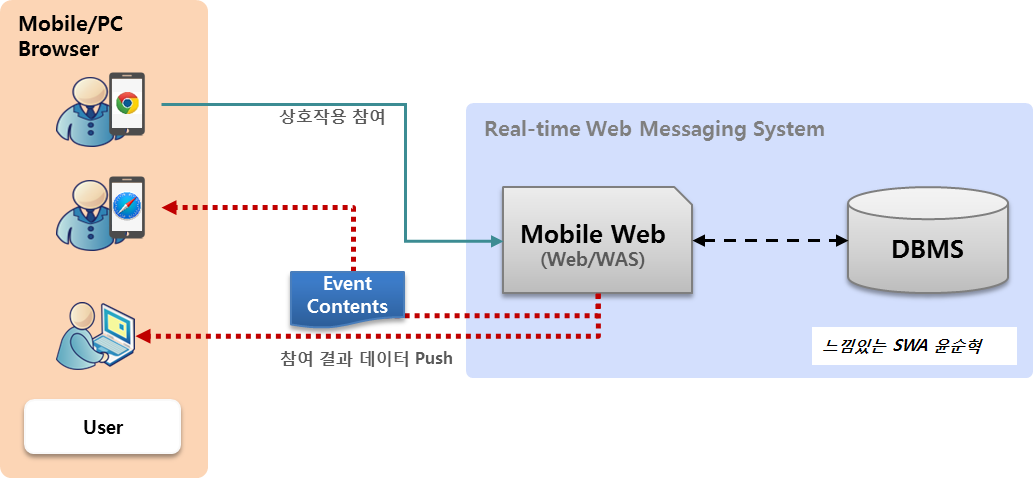 Mobile/PC
Browser
상호작용 참여
Real-time Web Messaging System
Mobile Web
(Web/WAS)
DBMS
Event
Contents
참여 결과 데이터 Push
느낌있는 SWA 윤순혁
User